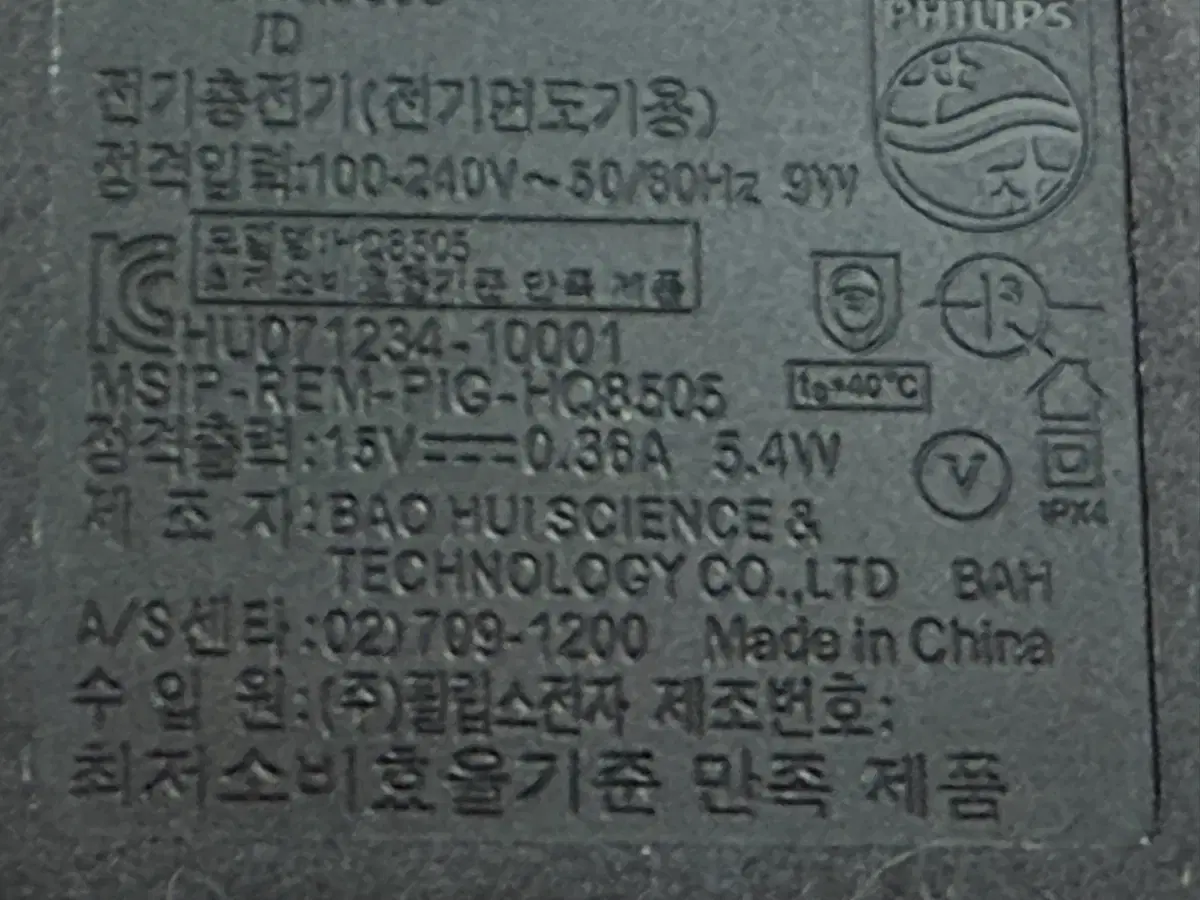 /D
PHILIPS
전기충전기(전기면도기용)
정격입력:100-240V~50/60Hz 9W
모델명:HQ8505
최저소비효율기준 만족 제품
HU071234-10001
MSIP-REM-PIG-HQ8505
t₀=40°C
정격출력:15V 0.36A 5.4W
V
IPX4
제 조 자:BAO HUI SCIENCE &
TECHNOLOGY CO.,LTD BAH
A/S센타:02)709-1200 Made in China
수 입 원:(주)필립스전자 제조번호:
최저소비효율기준 만족 제품